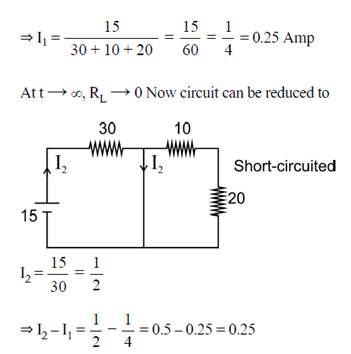 ⇒ I₁ = 15/(30 + 10 + 20) = 15/60 = 1/4 = 0.25 Amp
At t → ∞, R_L → 0 Now circuit can be reduced to
30 10
I₂ I₂ Short-circuited
20
15
I₂ = 15/30 = 1/2
⇒ I₂ – I₁ = 1/2 – 1/4 = 0.5 – 0.25 = 0.25